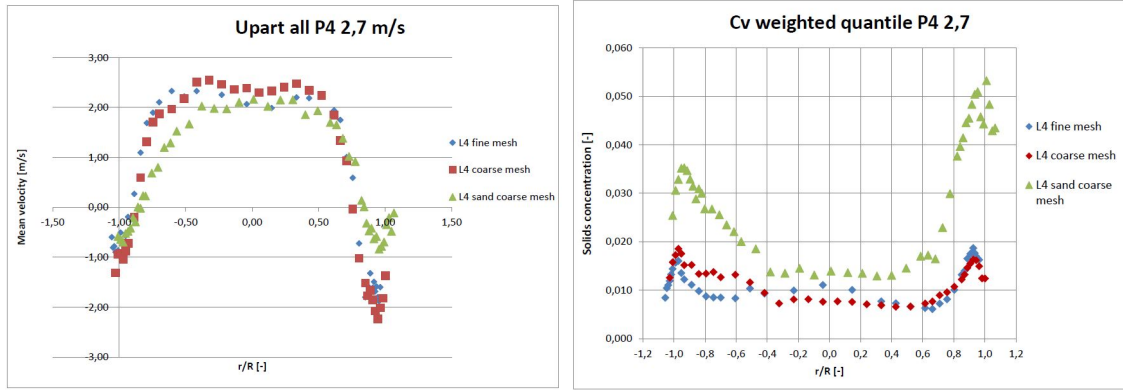 Upart all P4 2,7 m/s
3,00
2,00
1,00
0,00
-1,00
-2,00
-3,00
-1,50
-1,00
-0,50
0,00
0,50
1,00
1,50
Mean velocity [m/s]
r/R [-]
L4 fine mesh
L4 coarse mesh
L4 sand coarse mesh
Cv weighted quantile P4 2,7
0,060
0,050
0,040
0,030
0,020
0,010
0,000
-1,2 -1,0 -0,8 -0,6 -0,4 -0,2 0,0 0,2 0,4 0,6 0,8 1,0 1,2
Solids concentration [-]
r/R [-]
L4 fine mesh
L4 coarse mesh
L4 sand coarse
mesh